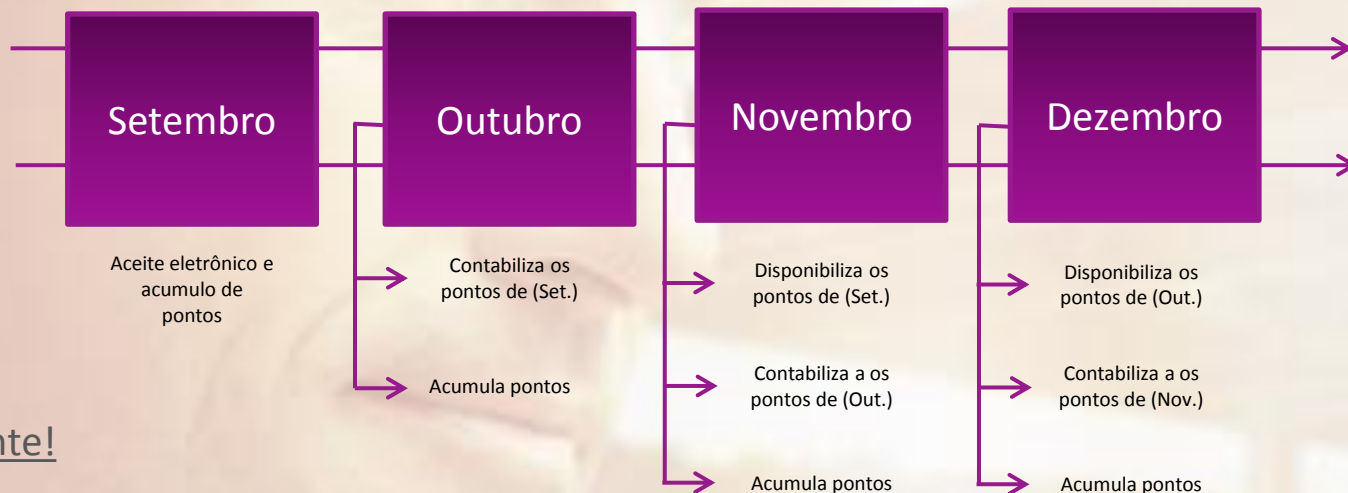 Setembro
Outubro
Novembro
Dezembro
Aceite eletrônico e
acumulo de
pontos
Contabiliza os
pontos de (Set.)
Acumula pontos
Disponibiliza os
pontos de (Set.)
Contabiliza a os
pontos de (Out.)
Acumula pontos
Disponibiliza os
pontos de (Out.)
Contabiliza a os
pontos de (Nov.)
Acumula pontos
nte!